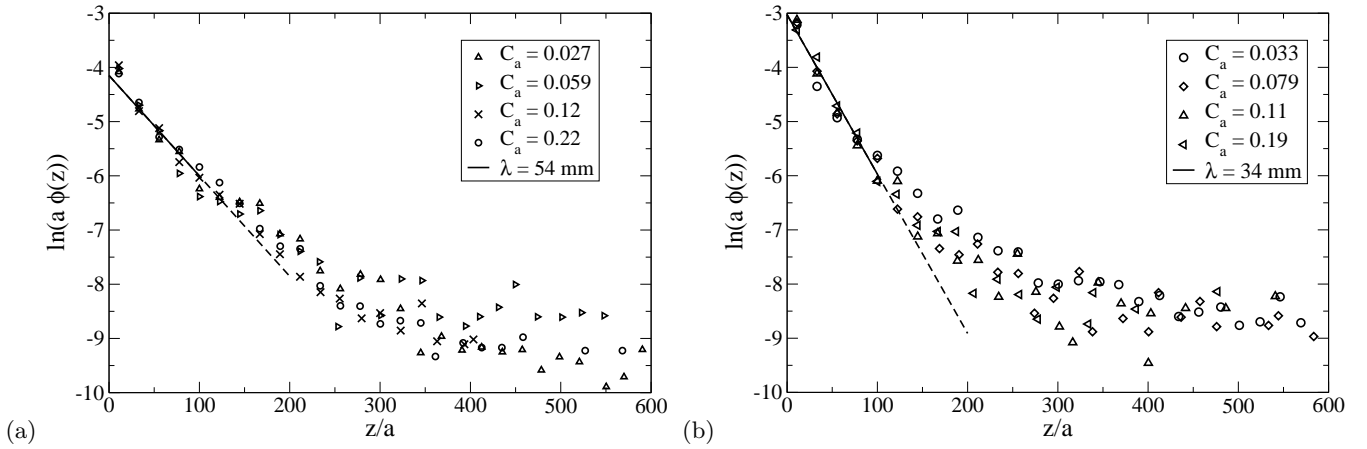 -3
-4
-5
-6
-7
-8
-9
-10
ln(a ϕ(z))
0 100 200 300 400 500 600
z/a
C_a = 0.027
C_a = 0.059
C_a = 0.12
C_a = 0.22
λ = 54 mm
(a)
-3
-4
-5
-6
-7
-8
-9
-10
ln(a ϕ(z))
0 100 200 300 400 500 600
z/a
C_a = 0.033
C_a = 0.079
C_a = 0.11
C_a = 0.19
λ = 34 mm
(b)